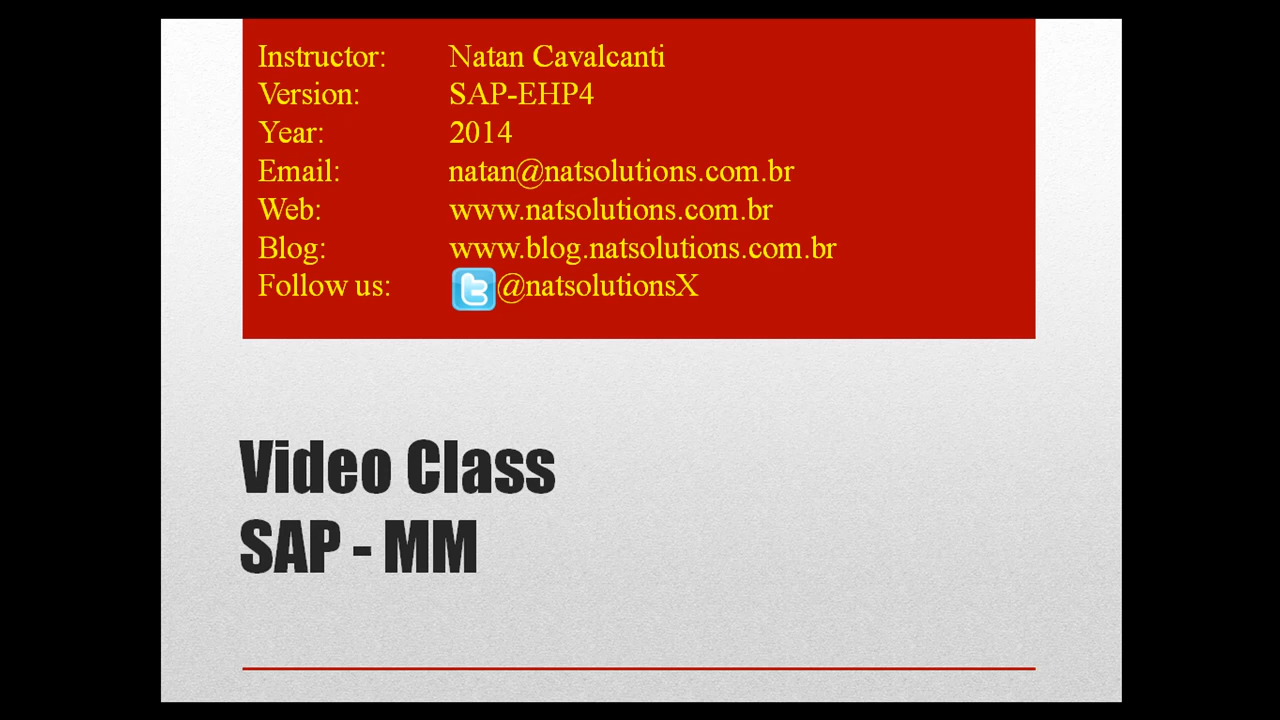 Instructor: Natan Cavalcanti
Version: SAP-EHP4
Year: 2014
Email: natan@natsolutions.com.br
Web: www.natsolutions.com.br
Blog: www.blog.natsolutions.com.br
Follow us: @natsolutionsX
Video Class
SAP - MM